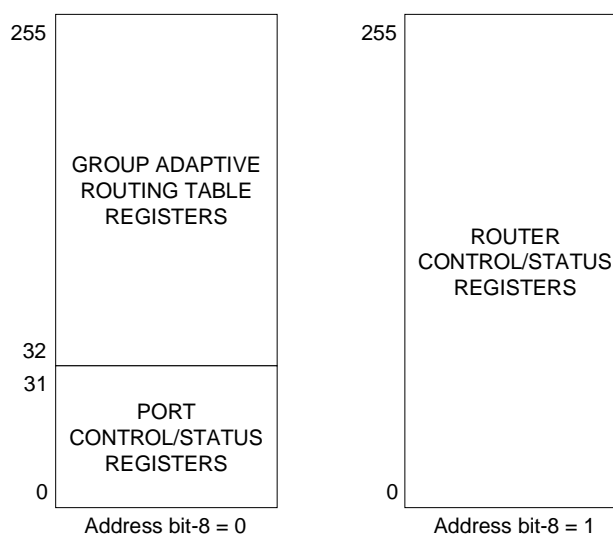 255
GROUP ADAPTIVE
ROUTING TABLE
REGISTERS
32
31
PORT
CONTROL/STATUS
REGISTERS
0
Address bit-8 = 0
255
ROUTER
CONTROL/STATUS
REGISTERS
0
Address bit-8 = 1